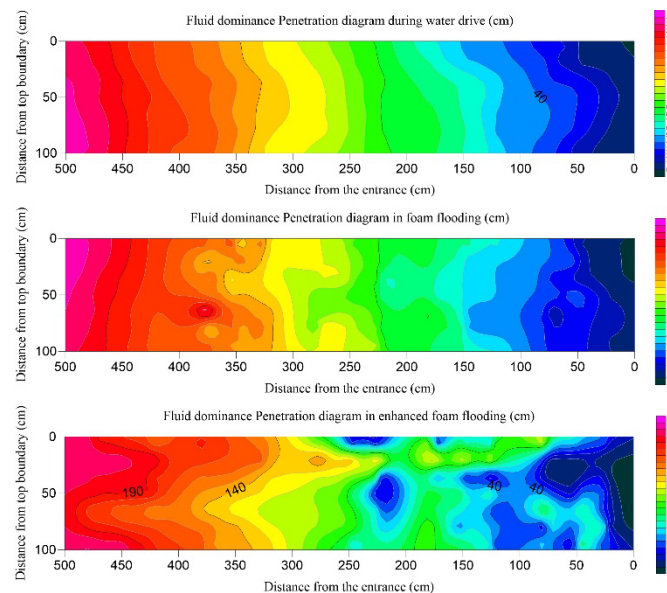 Fluid dominance Penetration diagram during water drive (cm)
Distance from top boundary (cm)
0
50
100
40
500 450 400 350 300 250 200 150 100 50 0
Distance from the entrance (cm)
Fluid dominance Penetration diagram in foam flooding (cm)
Distance from top boundary (cm)
0
50
100
500 450 400 350 300 250 200 150 100 50 0
Distance from the entrance (cm)
Fluid dominance Penetration diagram in enhanced foam flooding (cm)
Distance from top boundary (cm)
0
50
100
190 140 40 40
500 450 400 350 300 250 200 150 100 50 0
Distance from the entrance (cm)